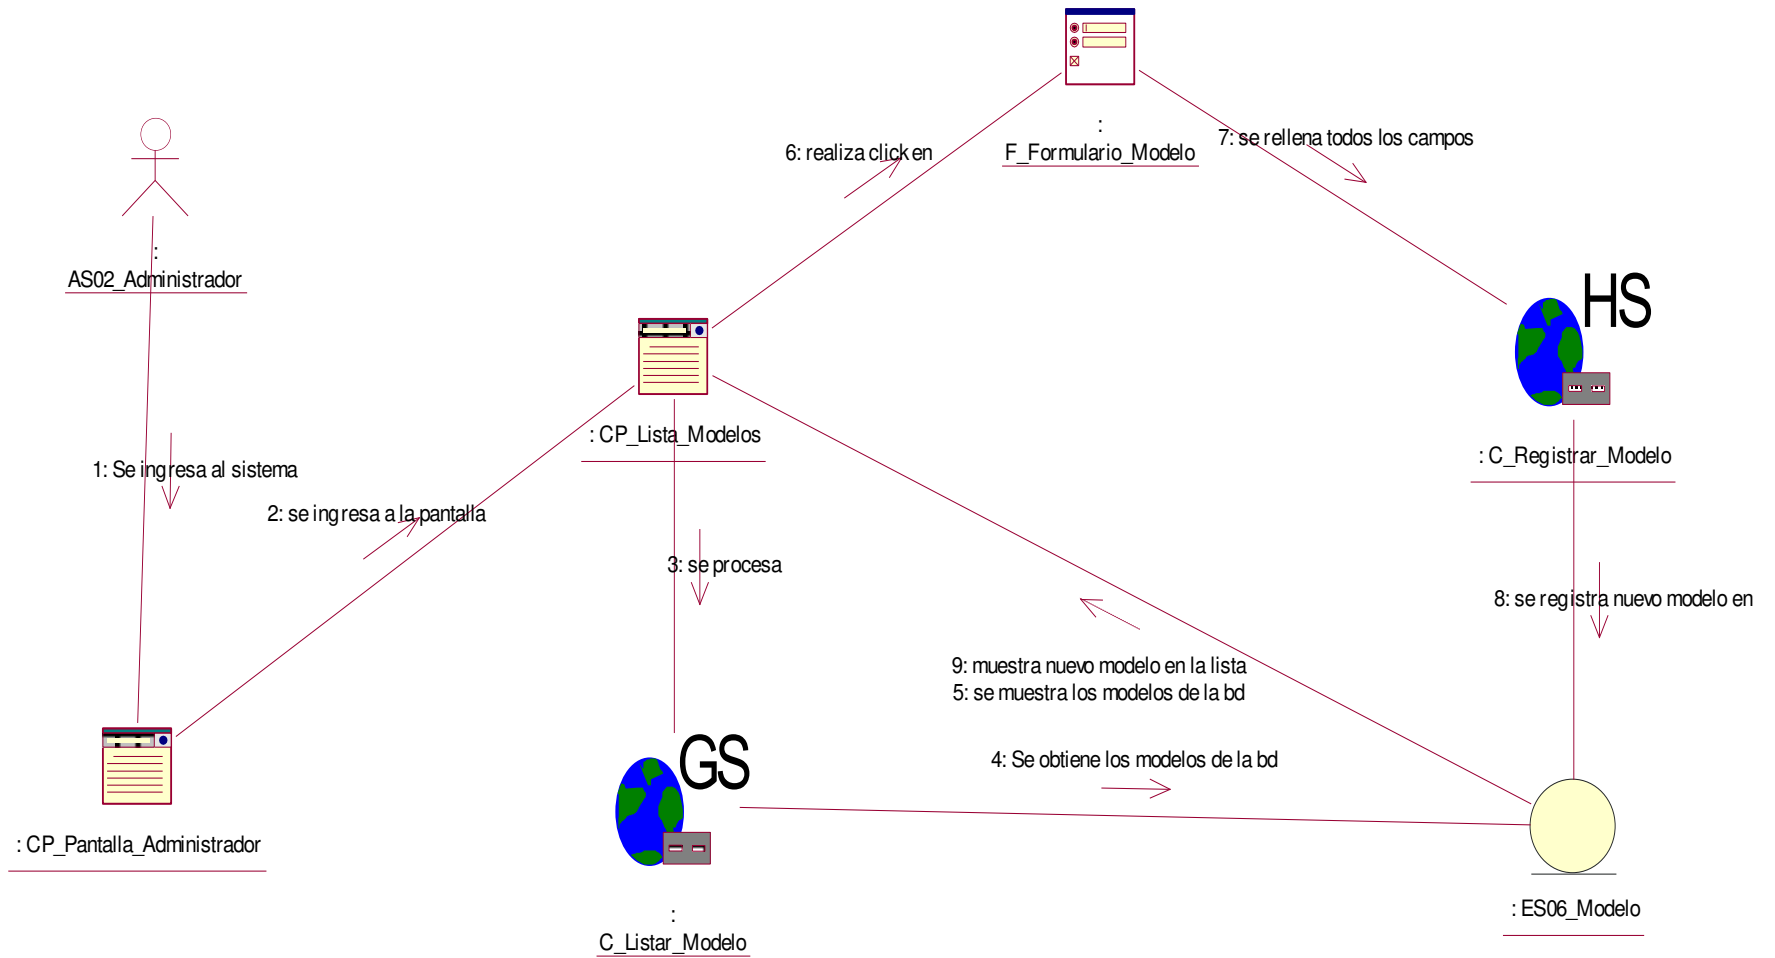 :
F_Formulario_Modelo
6: realiza click en
7: se rellena todos los campos
:
AS02_Administrador
HS
: CP_Lista_Modelos
: C_Registrar_Modelo
1: Se ingresa al sistema
2: se ingresa a la pantalla
3: se procesa
8: se registra nuevo modelo en
9: muestra nuevo modelo en la lista
5: se muestra los modelos de la bd
GS
4: Se obtiene los modelos de la bd
: CP_Pantalla_Administrador
: ES06_Modelo
:
C_Listar_Modelo